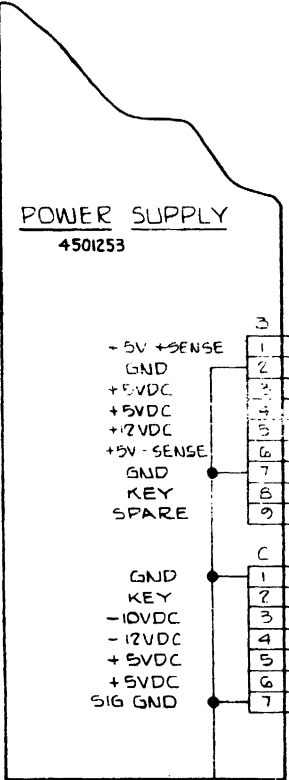 POWER SUPPLY
4501253
3
+5V +SENSE 1
GND 2
+5VDC 3
+5VDC 4
+12VDC 5
+5V - SENSE 6
GND 7
KEY 8
SPARE 9
C
GND 1
KEY 2
-10VDC 3
-12VDC 4
+5VDC 5
+5VDC 6
SIG GND 7